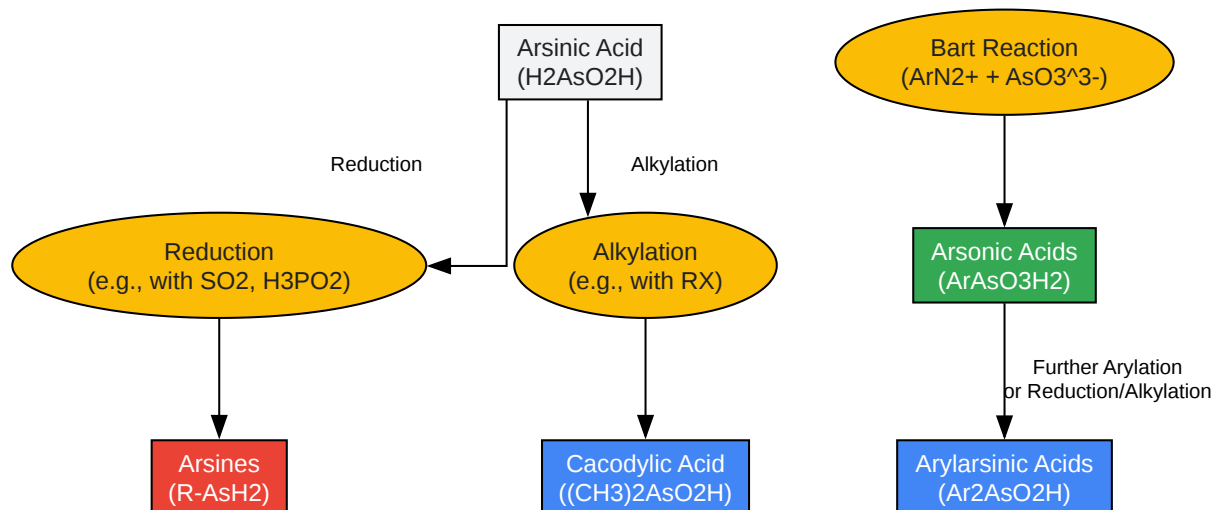 Arsinic Acid
(H2AsO2H)
Bart Reaction
(ArN2+ + AsO3^3-)
Reduction
Alkylation
Reduction
(e.g., with SO2, H3PO2)
Alkylation
(e.g., with RX)
Arsonic Acids
(ArAsO3H2)
Further Arylation
or Reduction/Alkylation
Arsines
(R-AsH2)
Cacodylic Acid
((CH3)2AsO2H)
Arylarsinic Acids
(Ar2AsO2H)